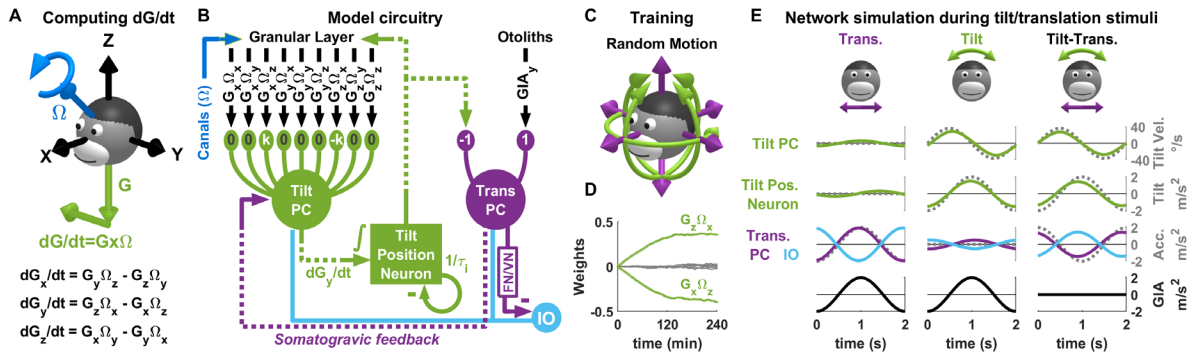 A Computing dG/dt
Z
Ω
X
Y
G
dG/dt=GxΩ
dGx/dt = GyΩz - GzΩy
dGy/dt = GzΩx - GxΩz
dGz/dt = GxΩy - GyΩx
B Model circuitry
Granular Layer
Otoliths
Canals (Ω)
GxΩx
GxΩy
GxΩz
GyΩx
GyΩy
GyΩz
GzΩx
GzΩy
GzΩz
GIAy
0 0 k 0 0 0 -k 0 0
-1 1
Tilt
PC
Trans
PC
Tilt
Position
Neuron
1/τi
dGy/dt
FN/VN
IO
Somatogravic feedback
C Training
Random Motion
D
0.5
GzΩx
Weights
0
GxΩz
-0.5
0 120 240
time (min)
E Network simulation during tilt/translation stimuli
Trans. Tilt Tilt-Trans.
Tilt PC
40
0
-40
Tilt Vel.
°/s
Tilt Pos.
Neuron
2
0
-2
Tilt
m/s²
Trans.
PC IO
2
0
-2
Acc.
m/s²
2
0
-2
GIA
m/s²
0 1 2 0 1 2 0 1 2
time (s) time (s) time (s)